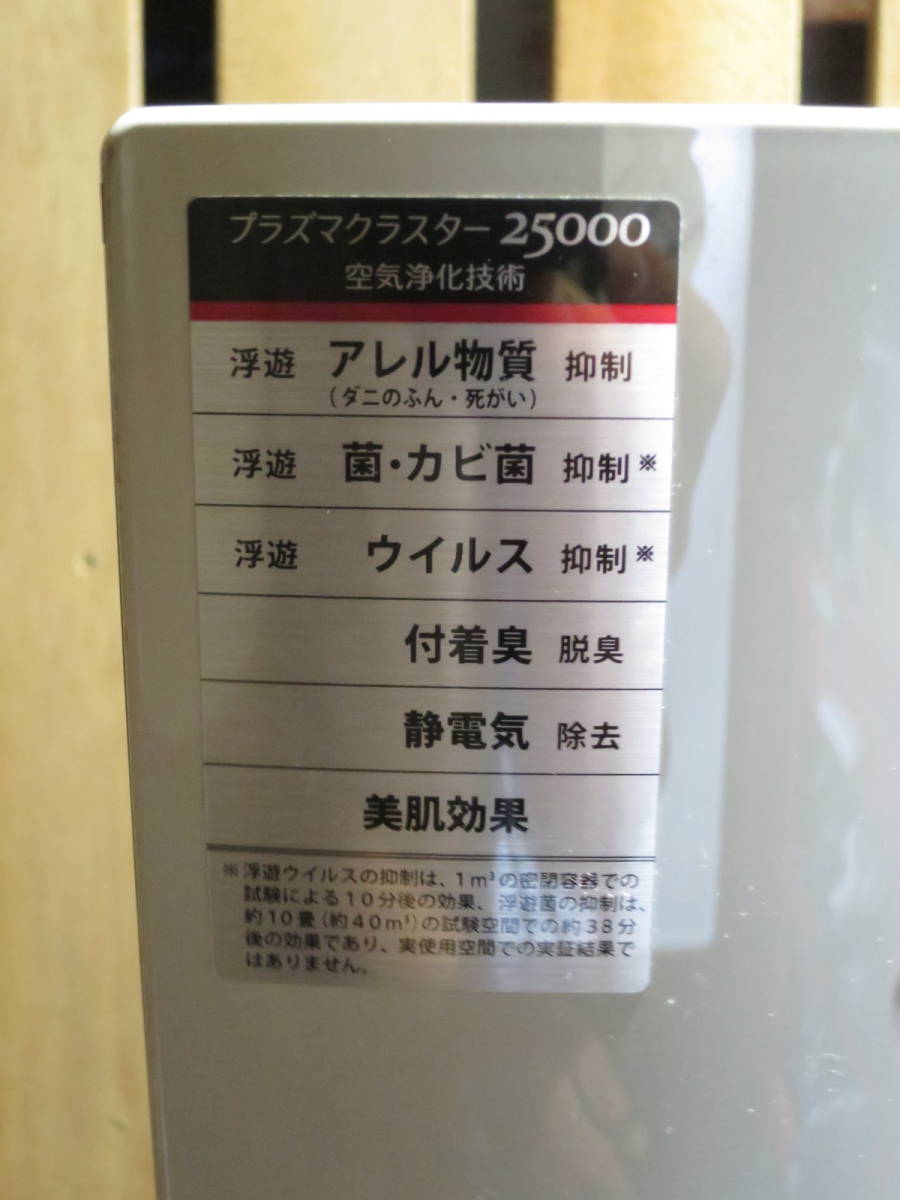 プラズマクラスター 25000
空気浄化技術
浮遊 アレル物質 抑制
(ダニのふん・死がい)
浮遊 菌・カビ菌 抑制※
浮遊 ウイルス 抑制※
付着臭 脱臭
静電気 除去
美肌効果
※浮遊ウイルスの抑制は、1m³の密閉容器での
試験による10分後の効果、浮遊菌の抑制は、
約10畳(約40m³)の試験空間での約38分
後の効果であり、実使用空間での実証結果で
はありません。